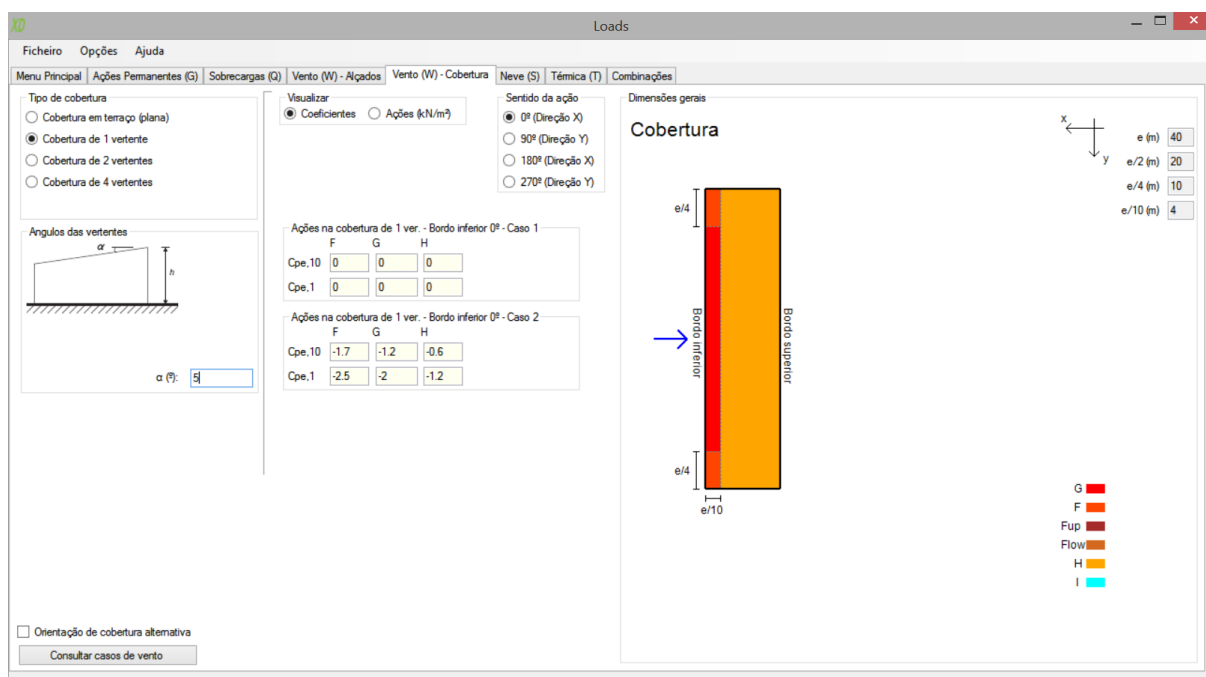 XD
Loads
Ficheiro Opções Ajuda
Menu Principal Ações Permanentes (G) Sobrecargas (Q) Vento (W) - Alçados Vento (W) - Cobertura Neve (S) Térmica (T) Combinações
Tipo de cobertura
Cobertura em terraço (plana)
Cobertura de 1 vertente
Cobertura de 2 vertentes
Cobertura de 4 vertentes
Angulos das vertentes
α
h
α (º): 5
Orientação de cobertura alternativa
Consultar casos de vento
Visualizar
Coeficientes Ações (kN/m²)
Sentido da ação
0º (Direção X)
90º (Direção Y)
180º (Direção X)
270º (Direção Y)
Ações na cobertura de 1 ver. - Bordo inferior 0º - Caso 1
F G H
Cpe,10 0 0 0
Cpe,1 0 0 0
Ações na cobertura de 1 ver. - Bordo inferior 0º - Caso 2
F G H
Cpe,10 -1.7 -1.2 -0.6
Cpe,1 -2.5 -2 -1.2
Dimensões gerais
Cobertura
x
y
e (m) 40
e/2 (m) 20
e/4 (m) 10
e/10 (m) 4
e/4
Bordo inferior
Bordo superior
e/4
e/10
G
F
Fup
Flow
H
I